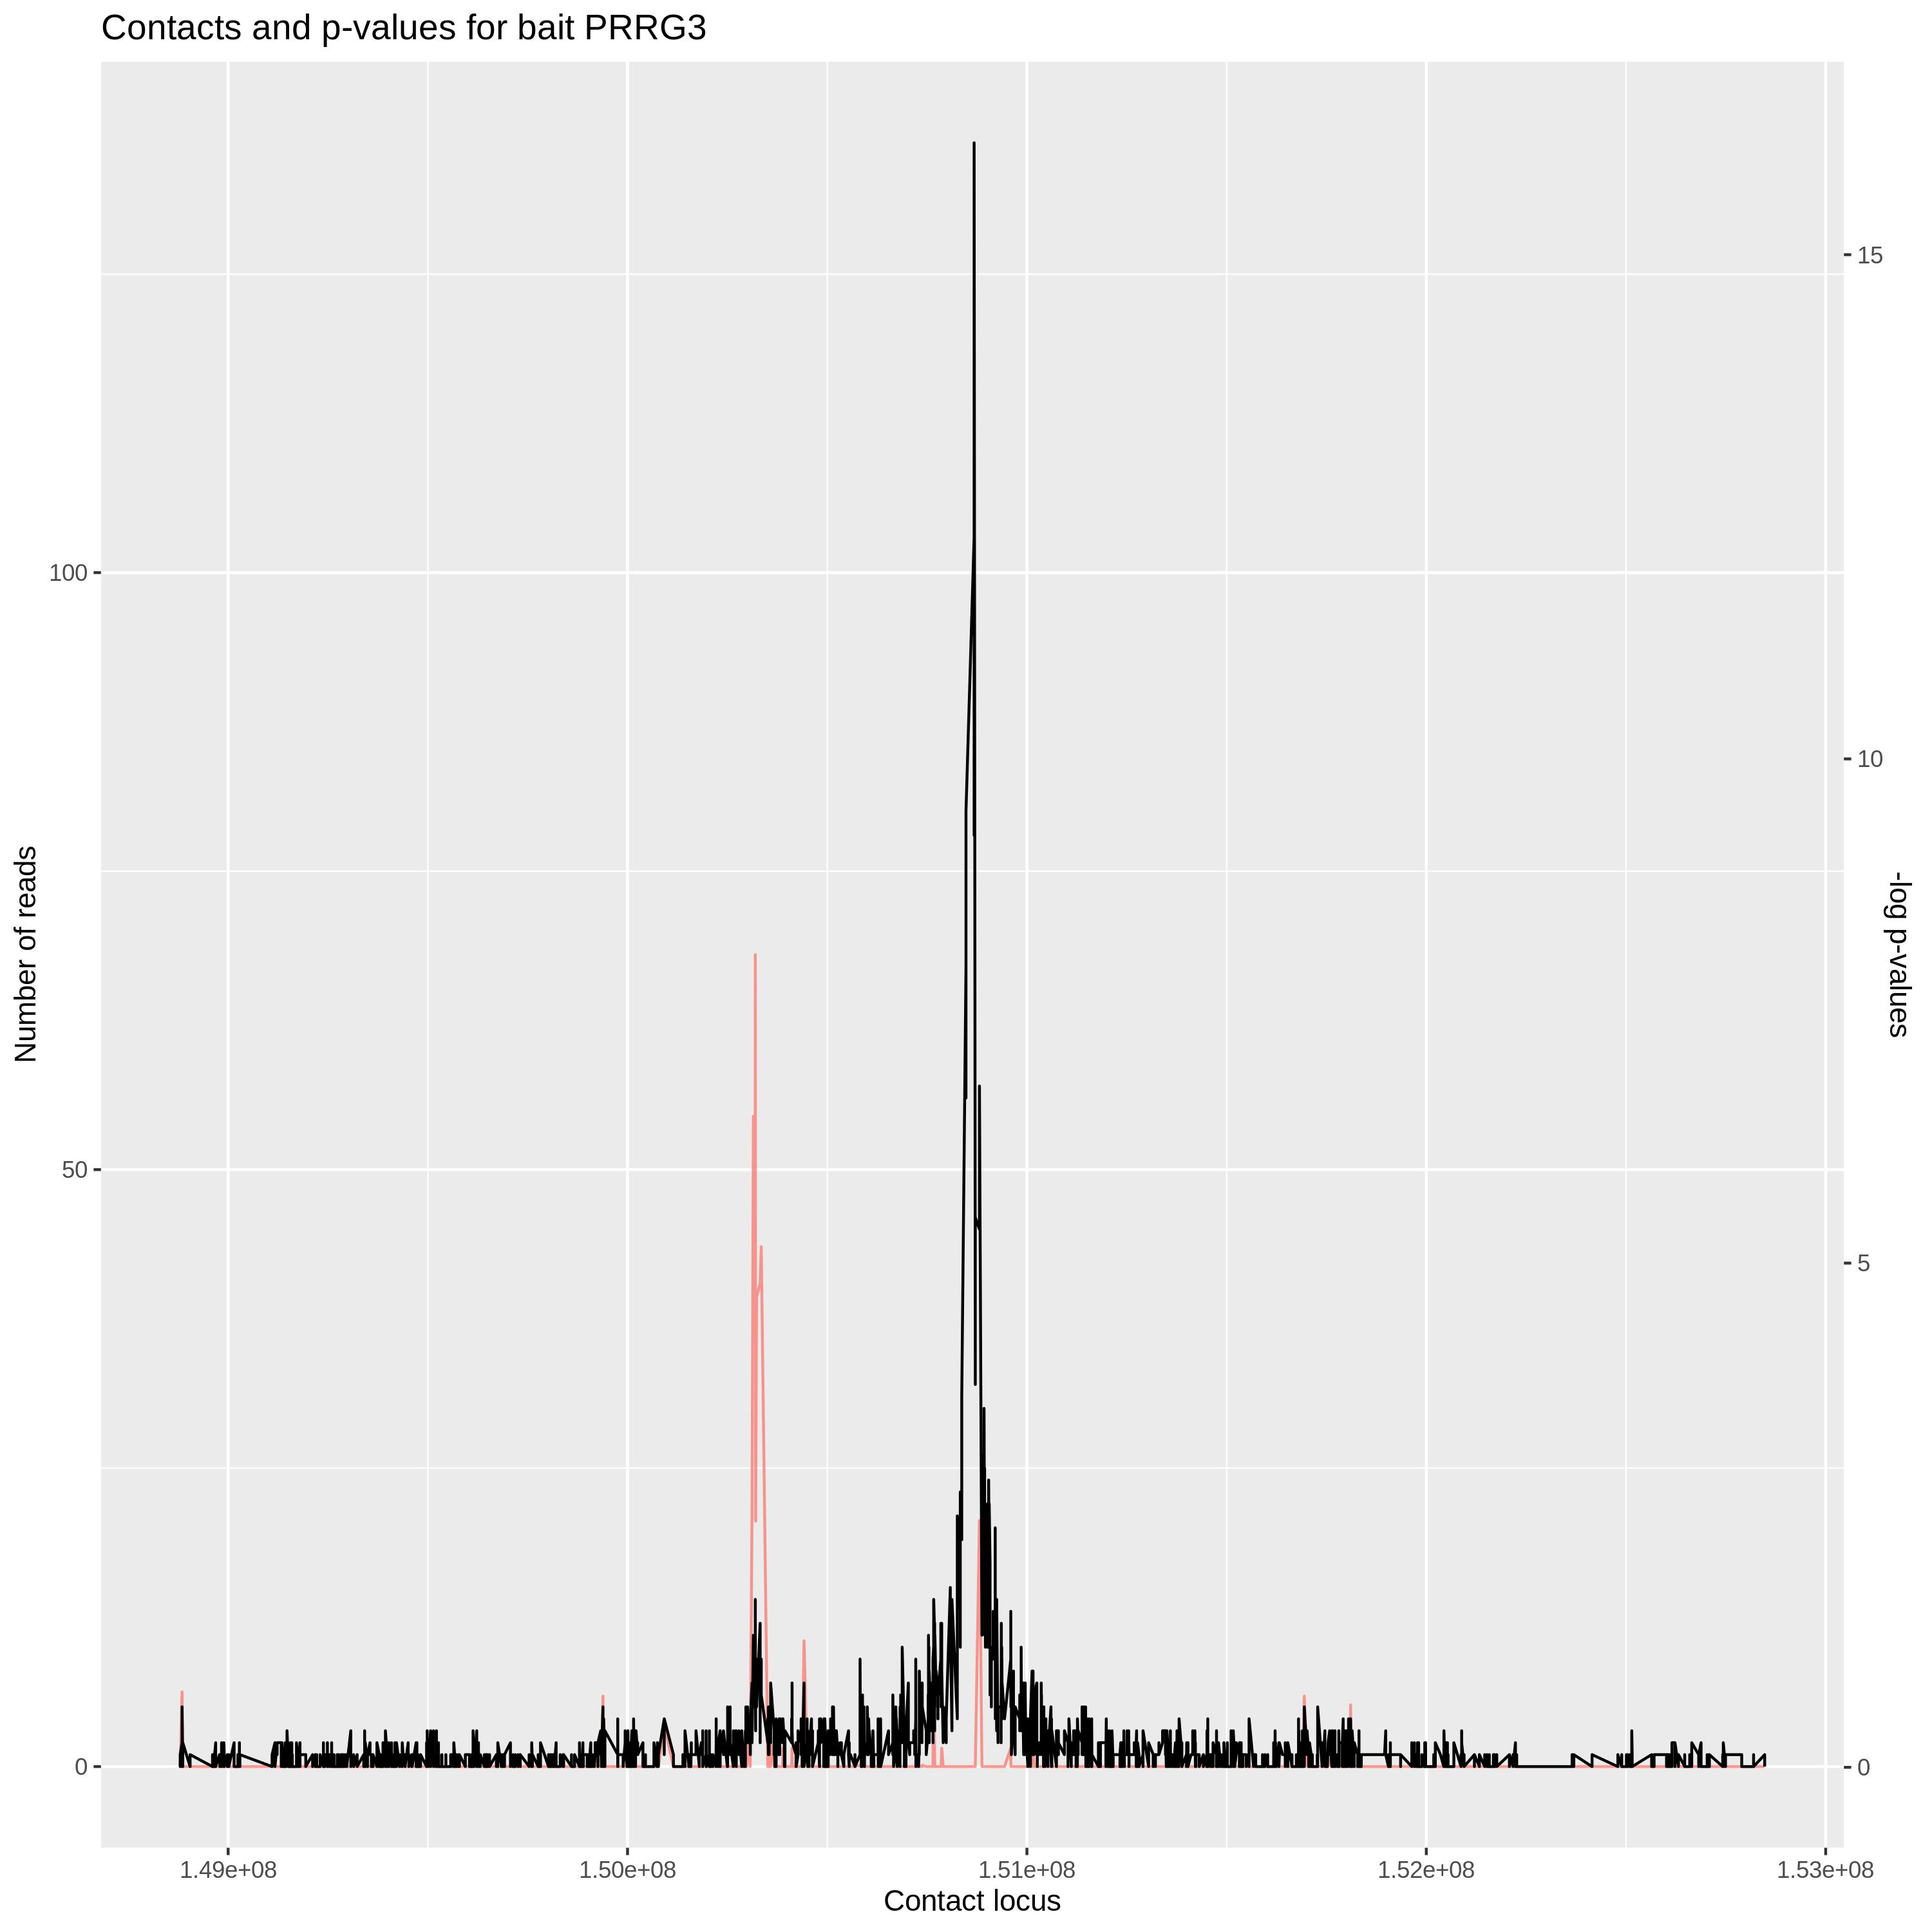 Contacts and p-values for bait PRRG3
15
100
10
Number of reads
-log p-values
50
5
0
0
1.49e+08 1.50e+08 1.51e+08 1.52e+08 1.53e+08
Contact locus